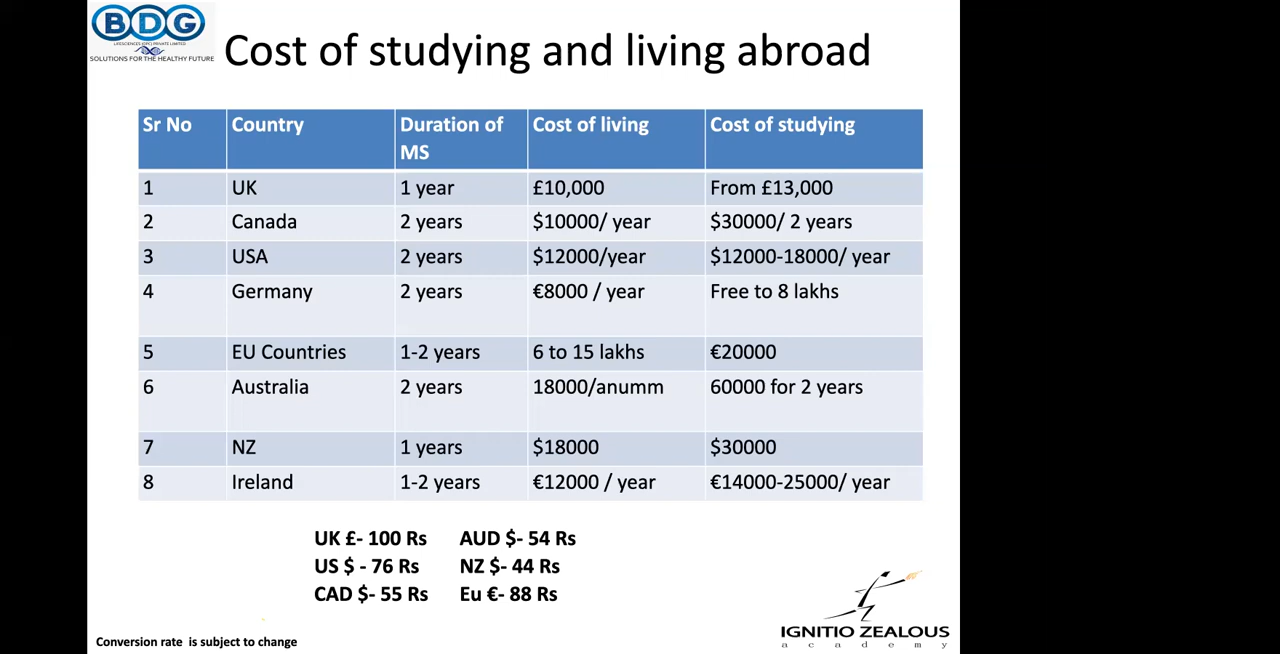 BDG
LIFESCIENCES (OPC) PRIVATE LIMITED
SOLUTIONS FOR THE HEALTHY FUTURE
Cost of studying and living abroad
Sr No Country Duration of MS Cost of living Cost of studying
1 UK 1 year £10,000 From £13,000
2 Canada 2 years $10000/ year $30000/ 2 years
3 USA 2 years $12000/year $12000-18000/ year
4 Germany 2 years €8000 / year Free to 8 lakhs
5 EU Countries 1-2 years 6 to 15 lakhs €20000
6 Australia 2 years 18000/anumm 60000 for 2 years
7 NZ 1 years $18000 $30000
8 Ireland 1-2 years €12000 / year €14000-25000/ year
UK £- 100 Rs AUD $- 54 Rs
US $ - 76 Rs NZ $- 44 Rs
CAD $- 55 Rs Eu €- 88 Rs
IGNITIO ZEALOUS
academy
Conversion rate is subject to change